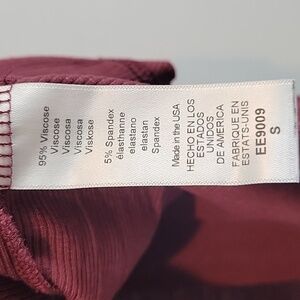 95% Viscose
Viscose
Viscosa
Viscosa
Viskose
5% Spandex
élasthanne
elastano
elastan
Spandex
Made in the USA
HECHO EN LOS
ESTADOS
UNIDOS
DE AMERICA
FABRIQUE EN
ESTATS-UNIS
EE9009
S